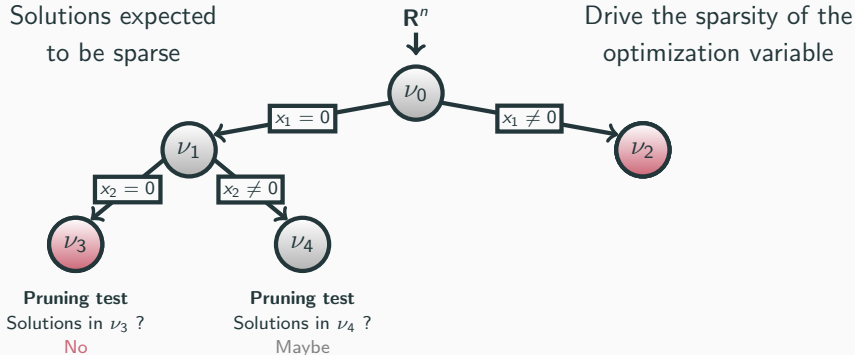 Solutions expected
to be sparse
Rⁿ
Drive the sparsity of the
optimization variable
ν₀
x₁ = 0
x₁ ≠ 0
ν₁
ν₂
x₂ = 0
x₂ ≠ 0
ν₃
ν₄
Pruning test
Solutions in ν₃ ?
No
Pruning test
Solutions in ν₄ ?
Maybe